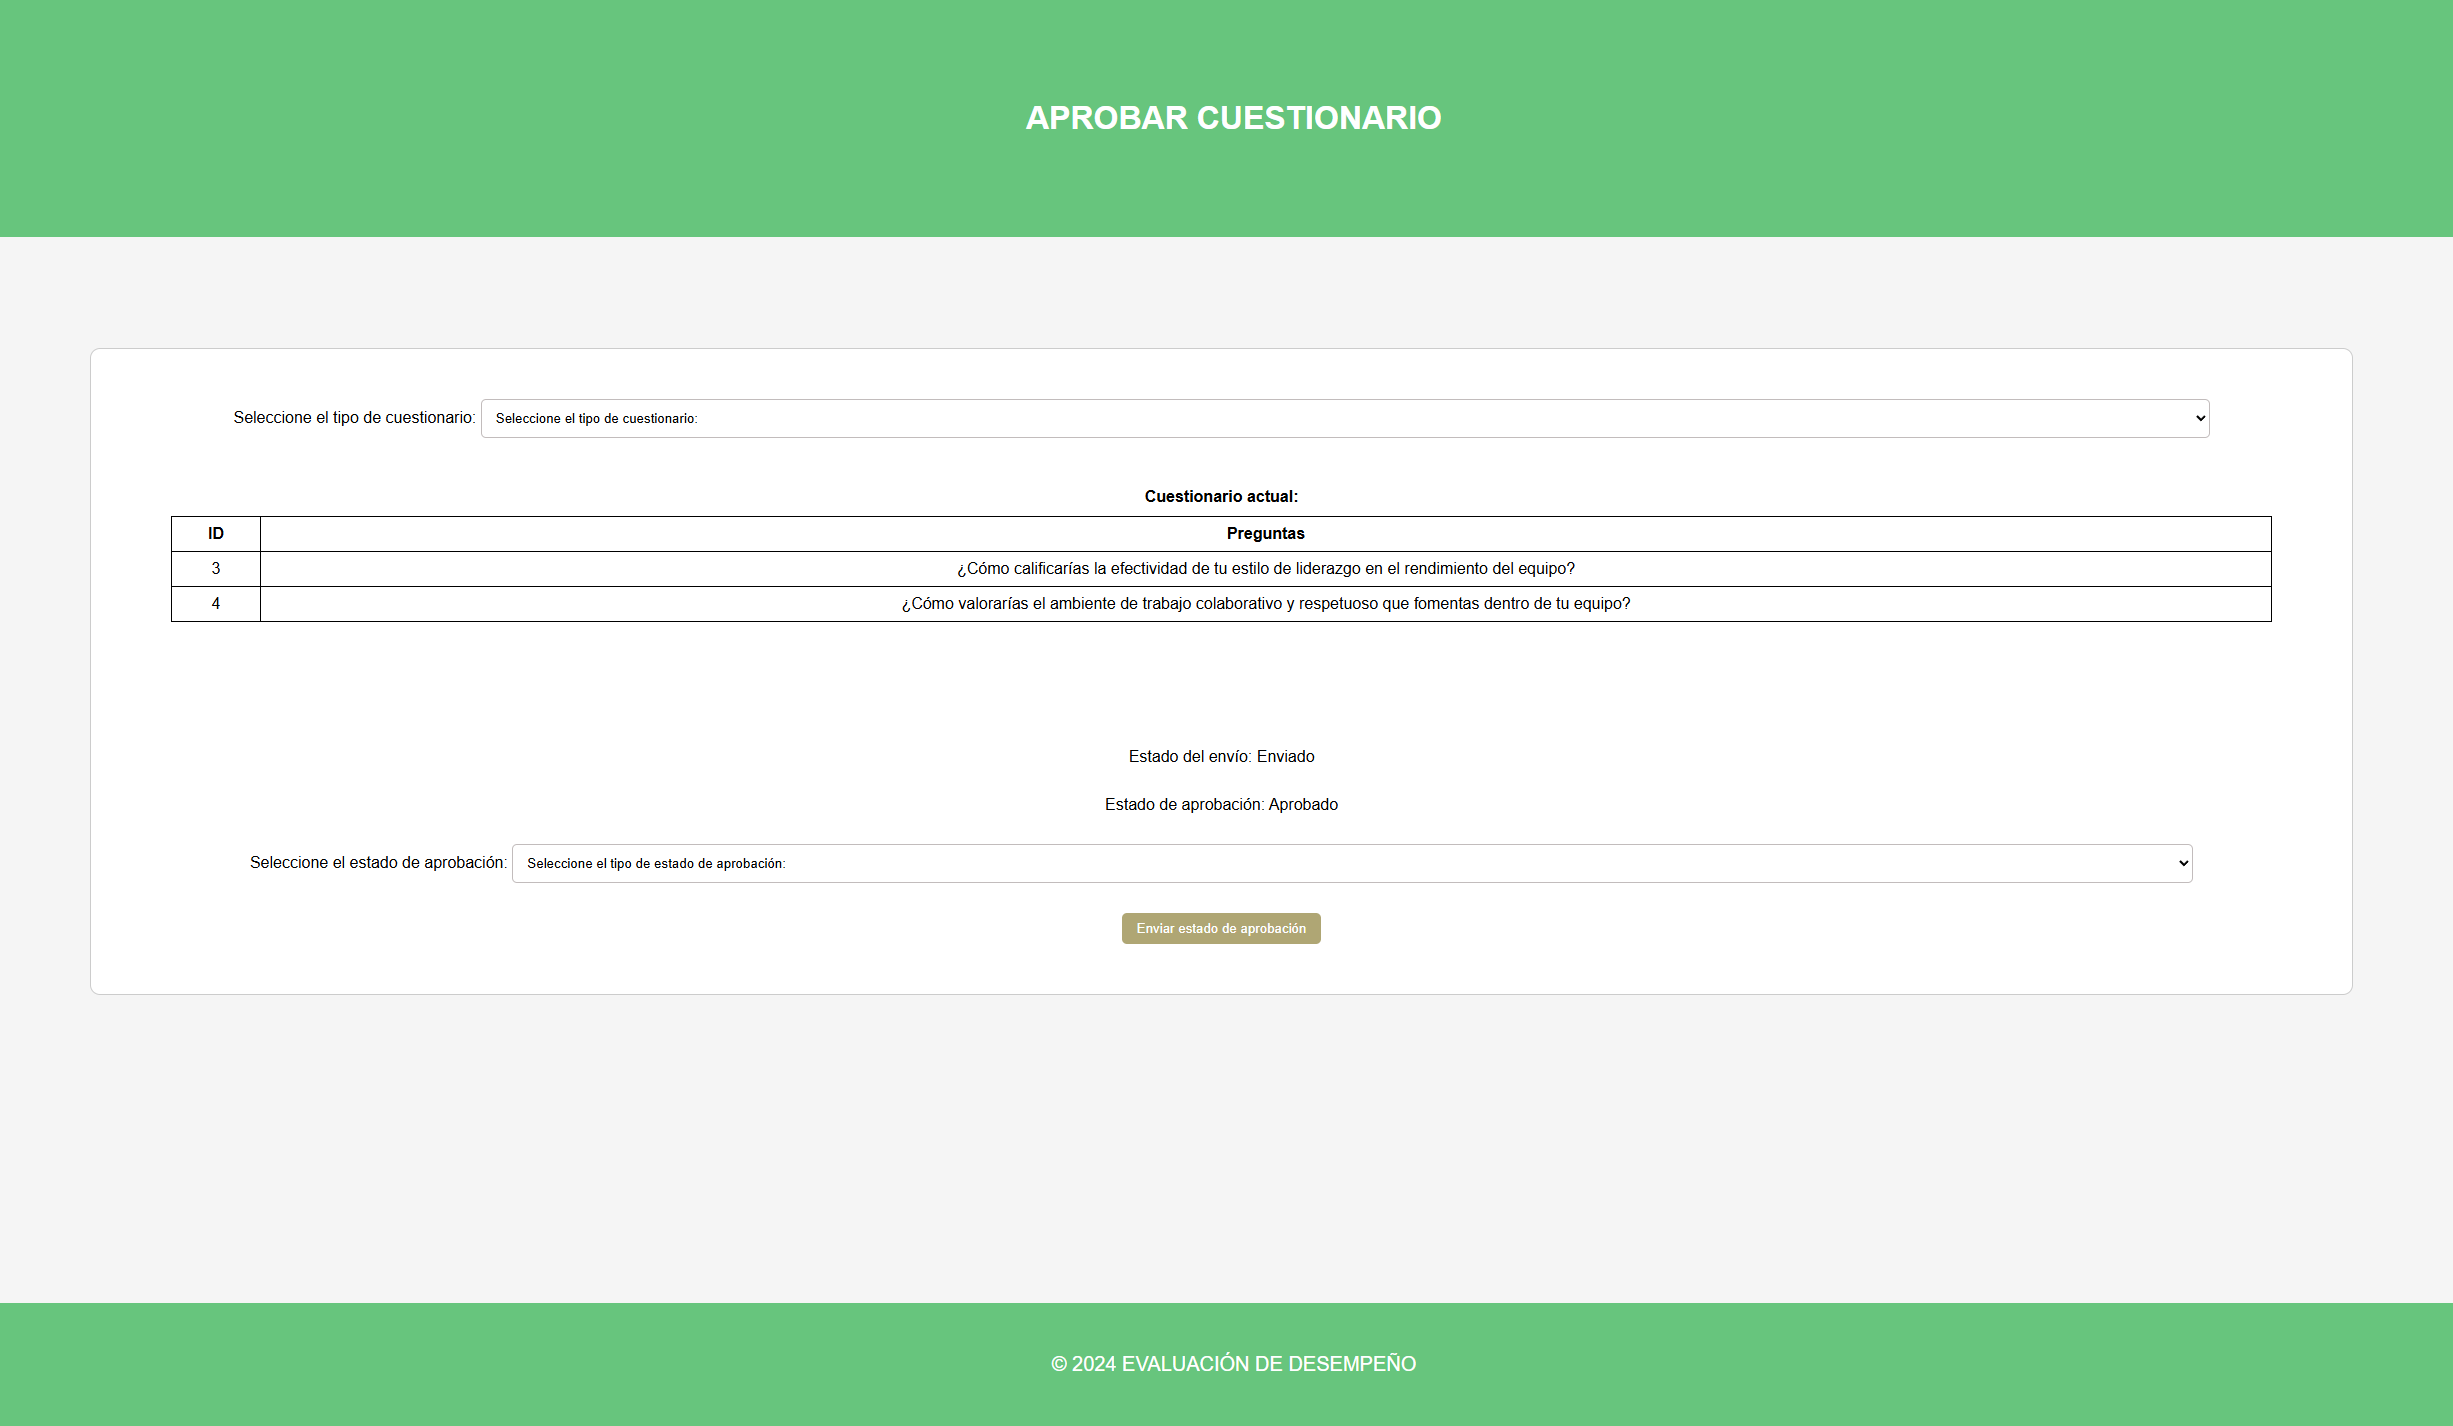 APROBAR CUESTIONARIO
Seleccione el tipo de cuestionario: Seleccione el tipo de cuestionario:
Cuestionario actual:
ID Preguntas
3 ¿Cómo calificarías la efectividad de tu estilo de liderazgo en el rendimiento del equipo?
4 ¿Cómo valorarías el ambiente de trabajo colaborativo y respetuoso que fomentas dentro de tu equipo?
Estado del envío: Enviado
Estado de aprobación: Aprobado
Seleccione el estado de aprobación: Seleccione el tipo de estado de aprobación:
Enviar estado de aprobación
© 2024 EVALUACIÓN DE DESEMPEÑO